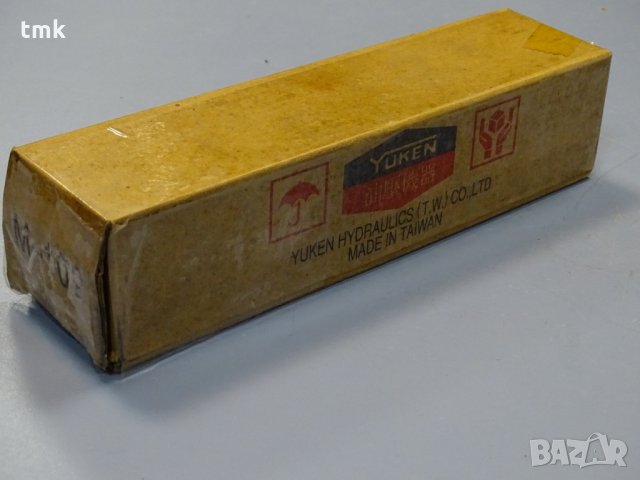 tmk
YUKEN
YUKEN HYDRAULICS (T.W.) CO.,LTD
MADE IN TAIWAN
BAZAR